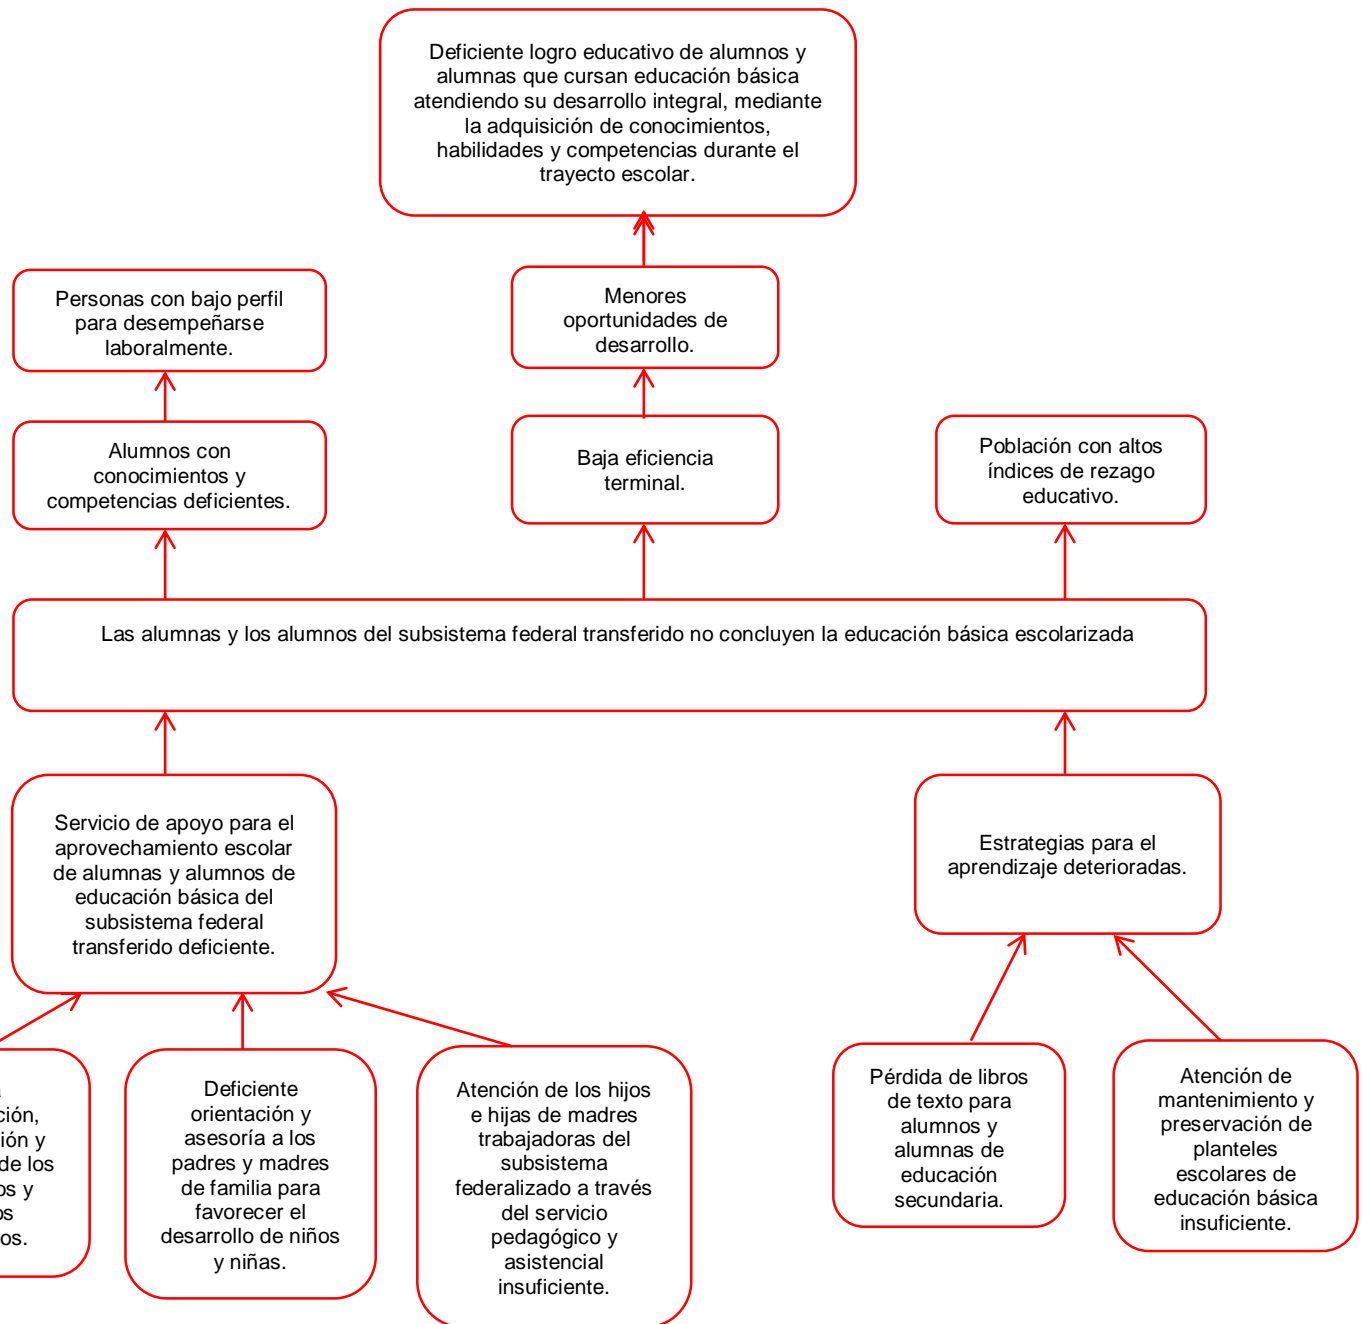 Deficiente logro educativo de alumnos y
alumnas que cursan educación básica
atendiendo su desarrollo integral, mediante
la adquisición de conocimientos,
habilidades y competencias durante el
trayecto escolar.
Personas con bajo perfil
para desempeñarse
laboralmente.
Menores
oportunidades de
desarrollo.
Alumnos con
conocimientos y
competencias deficientes.
Baja eficiencia
terminal.
Población con altos
índices de rezago
educativo.
Las alumnas y los alumnos del subsistema federal transferido no concluyen la educación básica escolarizada
Servicio de apoyo para el
aprovechamiento escolar
de alumnas y alumnos de
educación básica del
subsistema federal
transferido deficiente.
Estrategias para el
aprendizaje deterioradas.
y
de los
y
Deficiente
orientación y
asesoría a los
padres y madres
de familia para
favorecer el
desarrollo de niños
y niñas.
Atención de los hijos
e hijas de madres
trabajadoras del
subsistema
federalizado a través
del servicio
pedagógico y
asistencial
insuficiente.
Pérdida de libros
de texto para
alumnos y
alumnas de
educación
secundaria.
Atención de
mantenimiento y
preservación de
planteles
escolares de
educación básica
insuficiente.